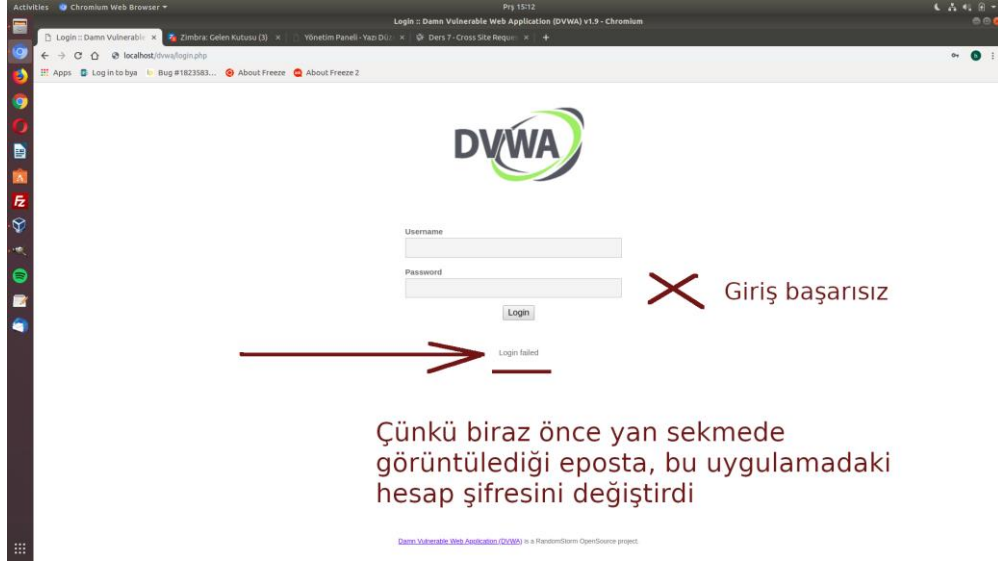 Activities Chromium Web Browser Prş 15:12
Login :: Damn Vulnerable Web Application (DVWA) v1.9 - Chromium
Login :: Damn Vulnerable Zimbra: Gelen Kutusu (3) Yönetim Paneli - Yazı Düz Ders 7 - Cross Site Reque
localhost/dvwa/login.php
Apps Log in to bya Bug #1823583... About Freeze About Freeze 2
DVWA
Username
Password
Login
Giriş başarısız
Login failed
Çünkü biraz önce yan sekmede
görüntülediği eposta, bu uygulamadaki
hesap şifresini değiştirdi
Damn Vulnerable Web Application (DVWA) is a RandomStorm OpenSource project.